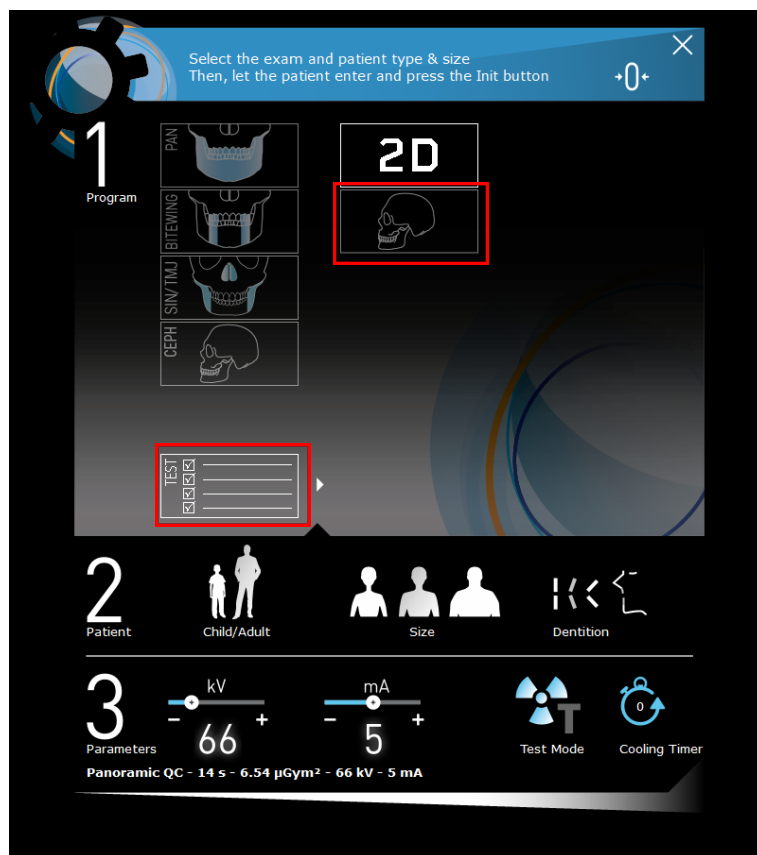 Select the exam and patient type & size
Then, let the patient enter and press the Init button
0
1
Program
PAN
BITEWING
SIN/TMJ
CEPH
2D
TEST
2
Patient
Child/Adult
Size
Dentition
3
Parameters
kV
- +
66
mA
- +
5
T
Test Mode
0
Cooling Timer
Panoramic QC - 14 s - 6.54 µGym² - 66 kV - 5 mA